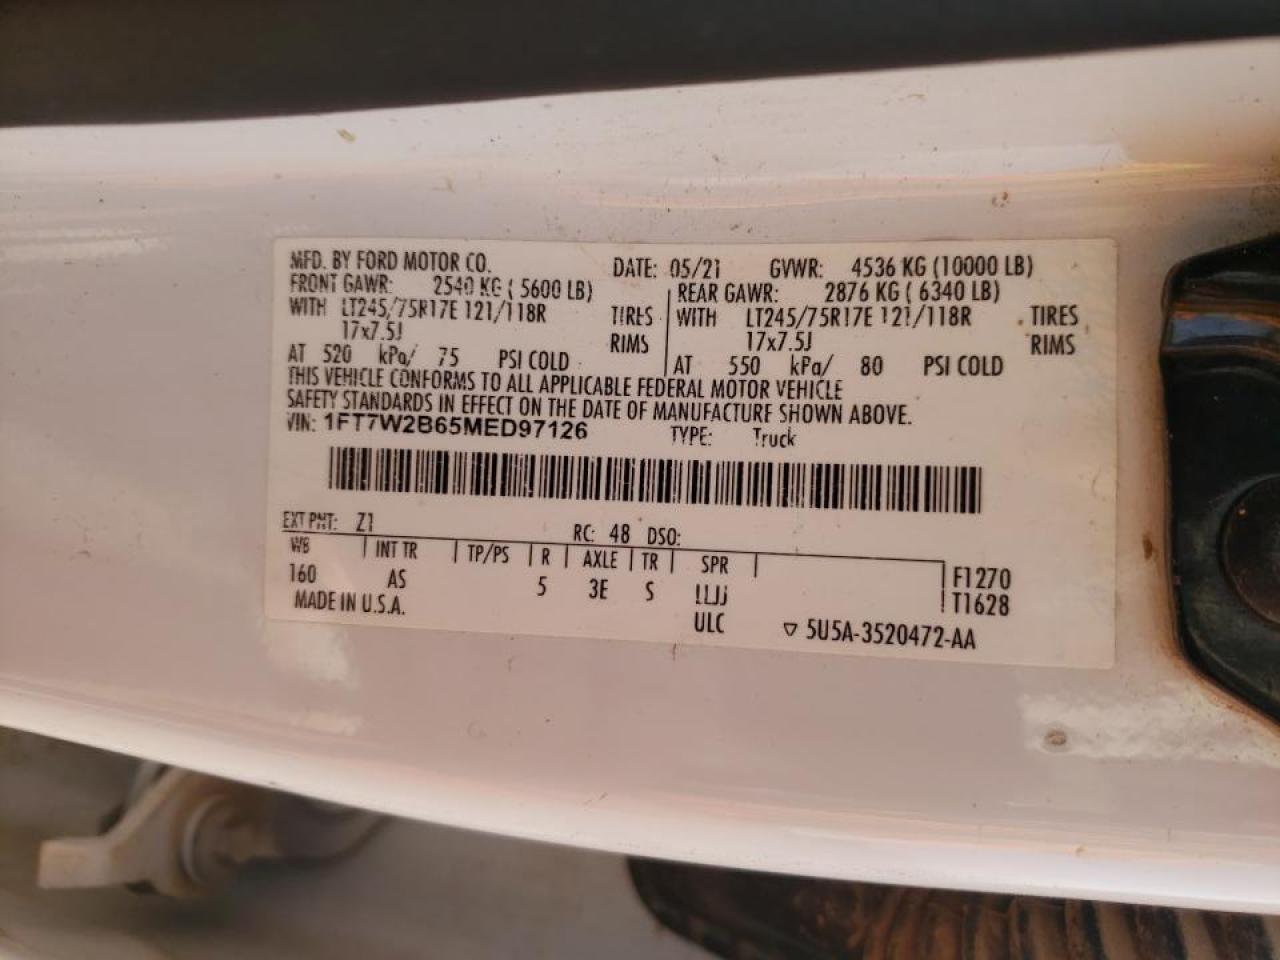 MFD. BY FORD MOTOR CO. DATE: 05/21 GVWR: 4536 KG (10000 LB)
FRONT GAWR: 2540 KG ( 5600 LB) REAR GAWR: 2876 KG ( 6340 LB)
WITH LT245/75R17E 121/118R TIRES WITH LT245/75R17E 121/118R TIRES
17x7.5J RIMS 17x7.5J RIMS
AT 520 kPa/ 75 PSI COLD AT 550 kPa/ 80 PSI COLD
THIS VEHICLE CONFORMS TO ALL APPLICABLE FEDERAL MOTOR VEHICLE
SAFETY STANDARDS IN EFFECT ON THE DATE OF MANUFACTURE SHOWN ABOVE.
VIN: 1FT7W2B65MED97126 TYPE: Truck
EXT PNT: Z1 RC: 48 DSO:
WB INT TR TP/PS R AXLE TR SPR F1270
160 AS 5 3E S T1628
MADE IN U.S.A. ULC 5U5A-3520472-AA